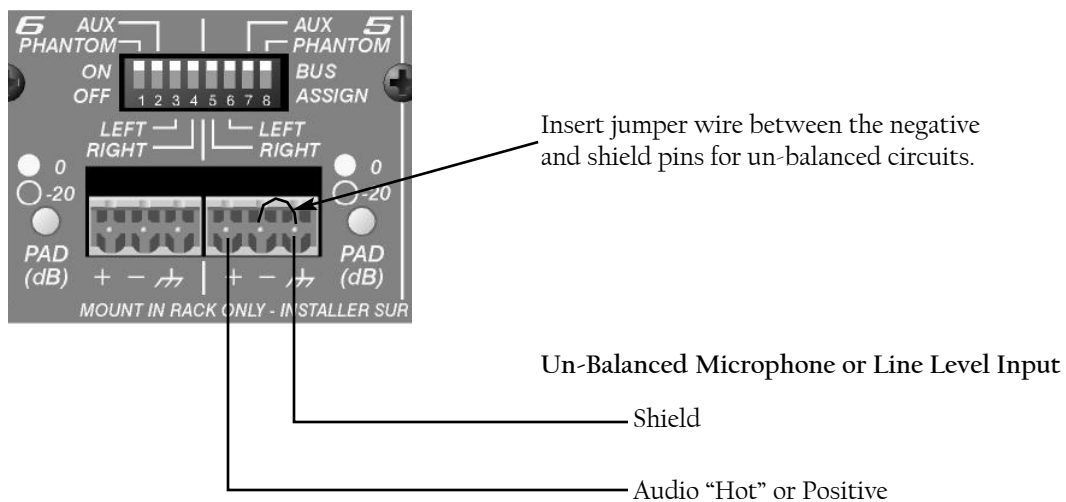 6 AUX AUX 5
PHANTOM PHANTOM
ON BUS
OFF 1 2 3 4 5 6 7 8 ASSIGN
LEFT LEFT
RIGHT RIGHT
0 0
-20 -20
PAD PAD
(dB) + − + − (dB)
MOUNT IN RACK ONLY - INSTALLER SUR
Insert jumper wire between the negative
and shield pins for un-balanced circuits.
Un-Balanced Microphone or Line Level Input
Shield
Audio “Hot” or Positive